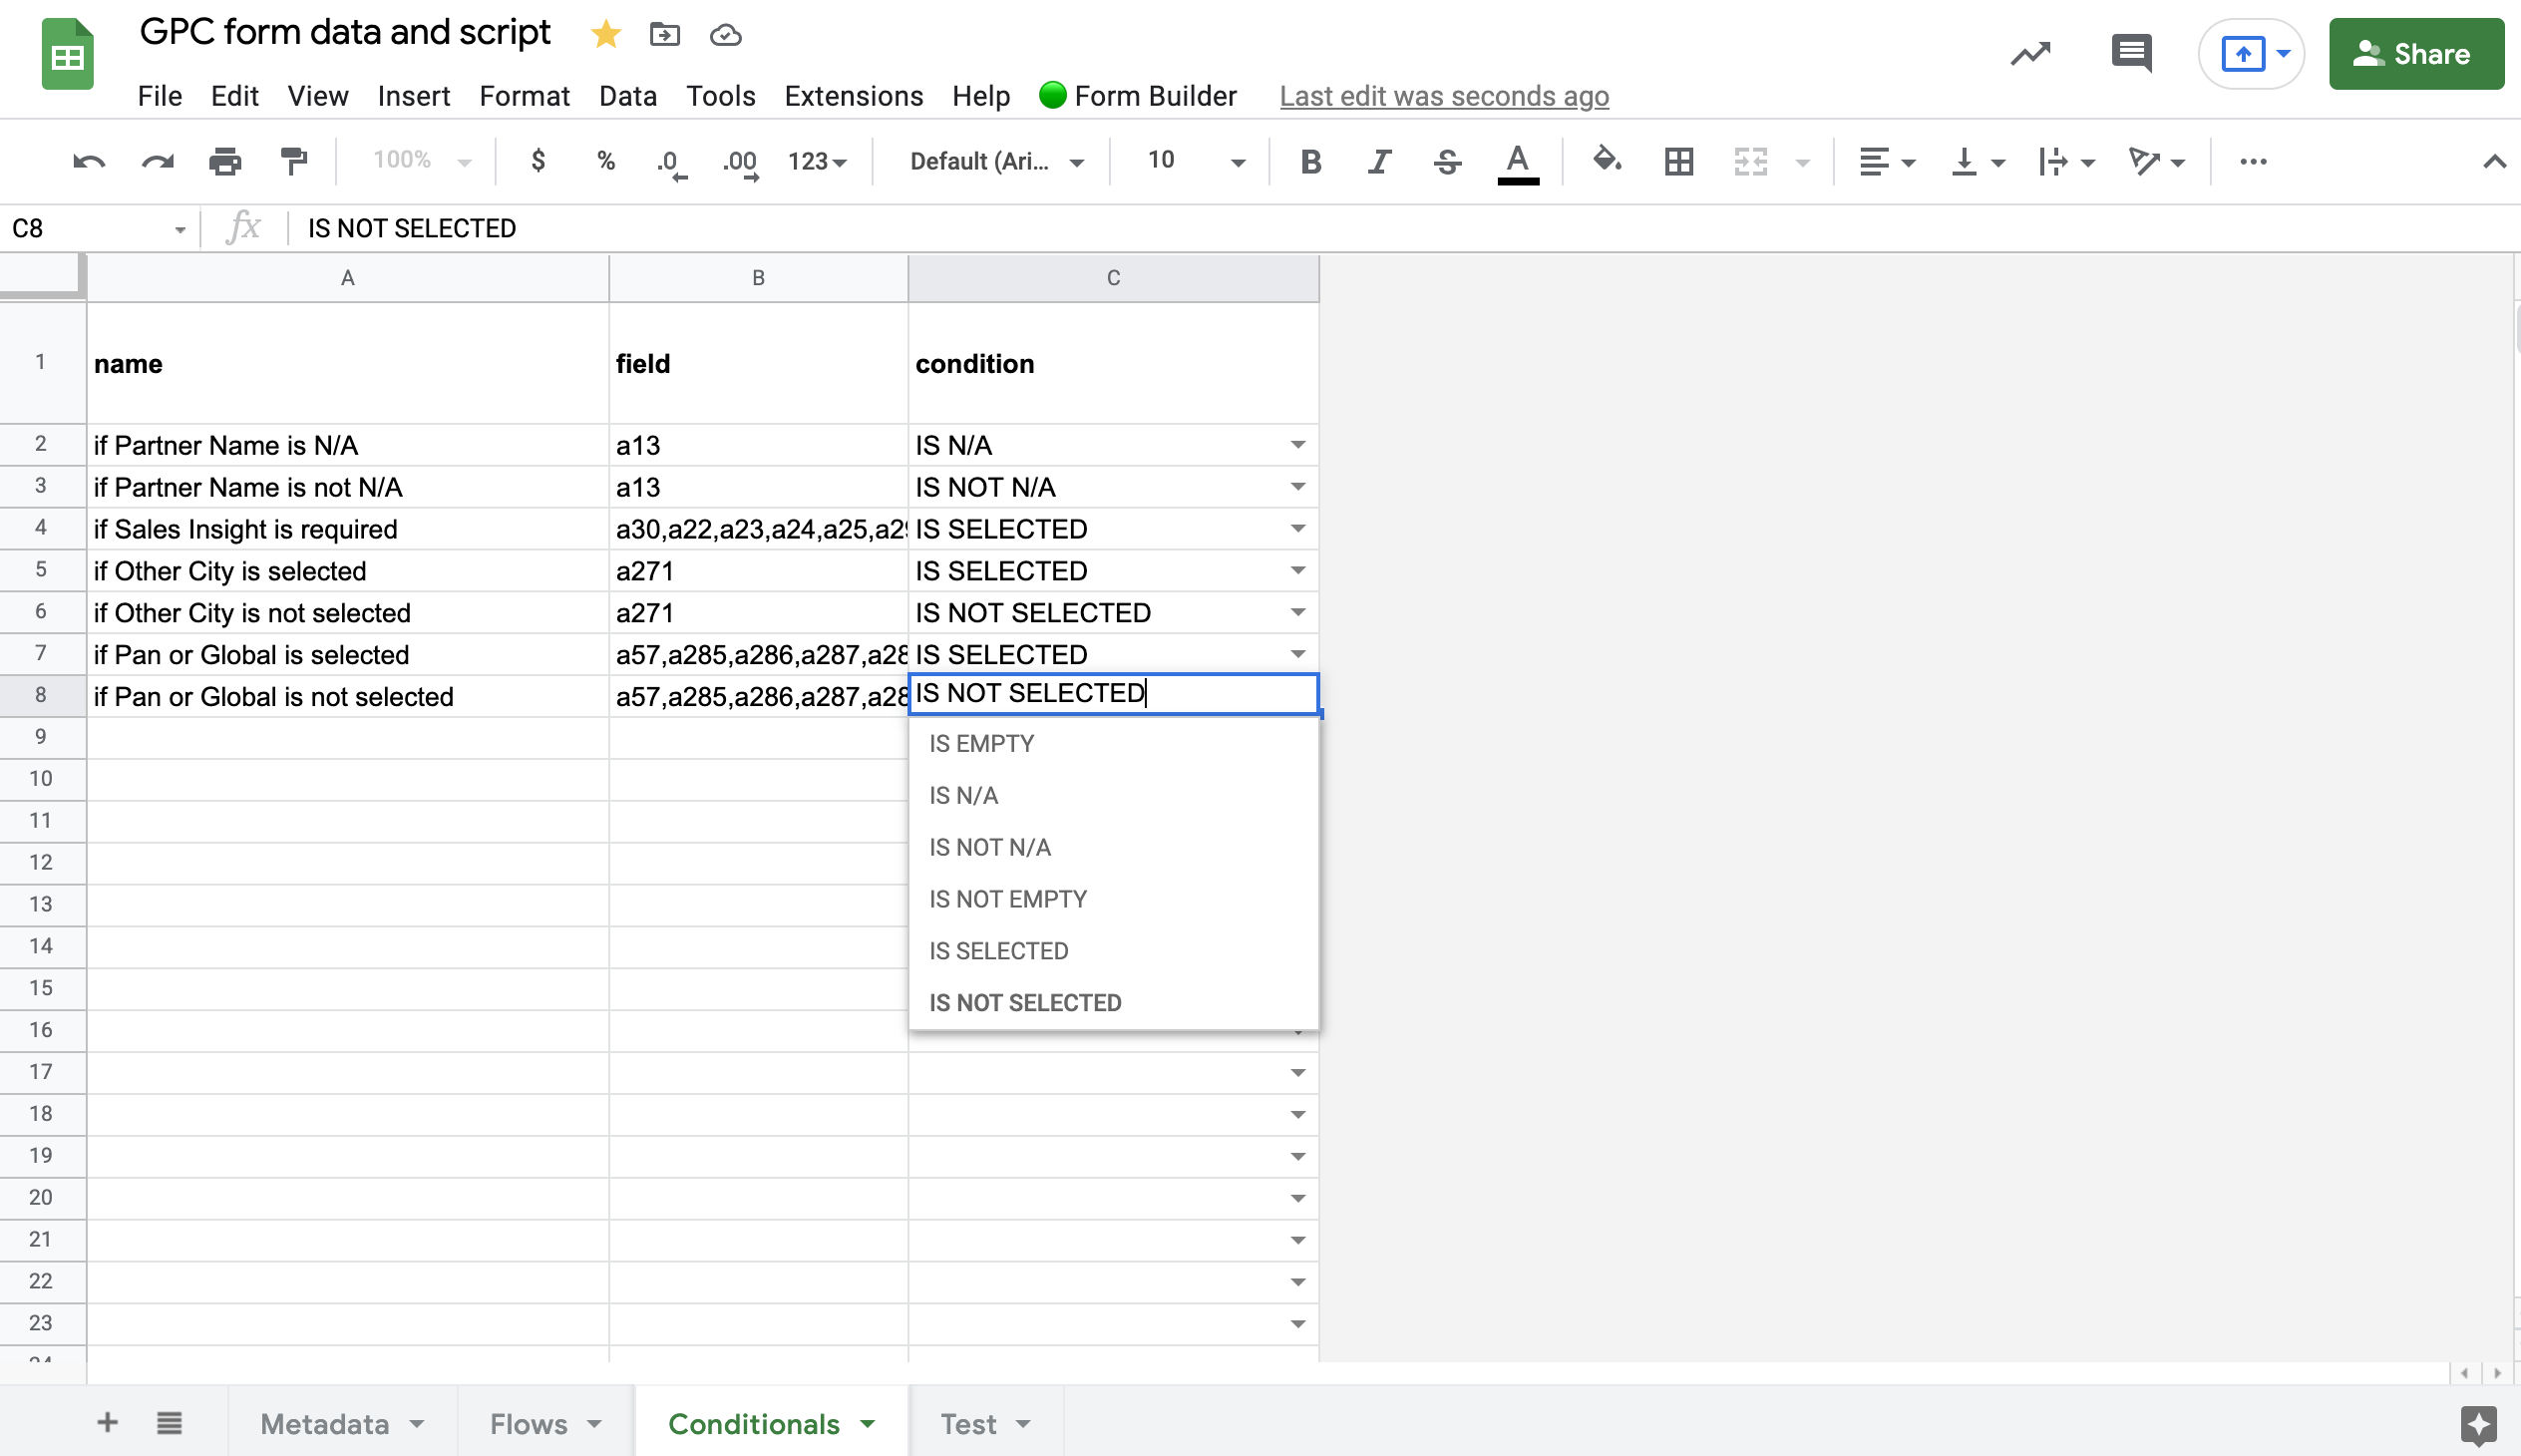 GPC form data and script
File Edit View Insert Format Data Tools Extensions Help Form Builder Last edit was seconds ago
Share
100% $ % .0 .00 123 Default (Ari... 10 B I S A
C8 fx IS NOT SELECTED
A B C
1 name field condition
2 if Partner Name is N/A a13 IS N/A
3 if Partner Name is not N/A a13 IS NOT N/A
4 if Sales Insight is required a30,a22,a23,a24,a25,a29 IS SELECTED
5 if Other City is selected a271 IS SELECTED
6 if Other City is not selected a271 IS NOT SELECTED
7 if Pan or Global is selected a57,a285,a286,a287,a28 IS SELECTED
8 if Pan or Global is not selected a57,a285,a286,a287,a28 IS NOT SELECTED
9 IS EMPTY
10 IS N/A
11
12 IS NOT N/A
13 IS NOT EMPTY
14 IS SELECTED
15 IS NOT SELECTED
16
17
18
19
20
21
22
23
24
Metadata Flows Conditionals Test